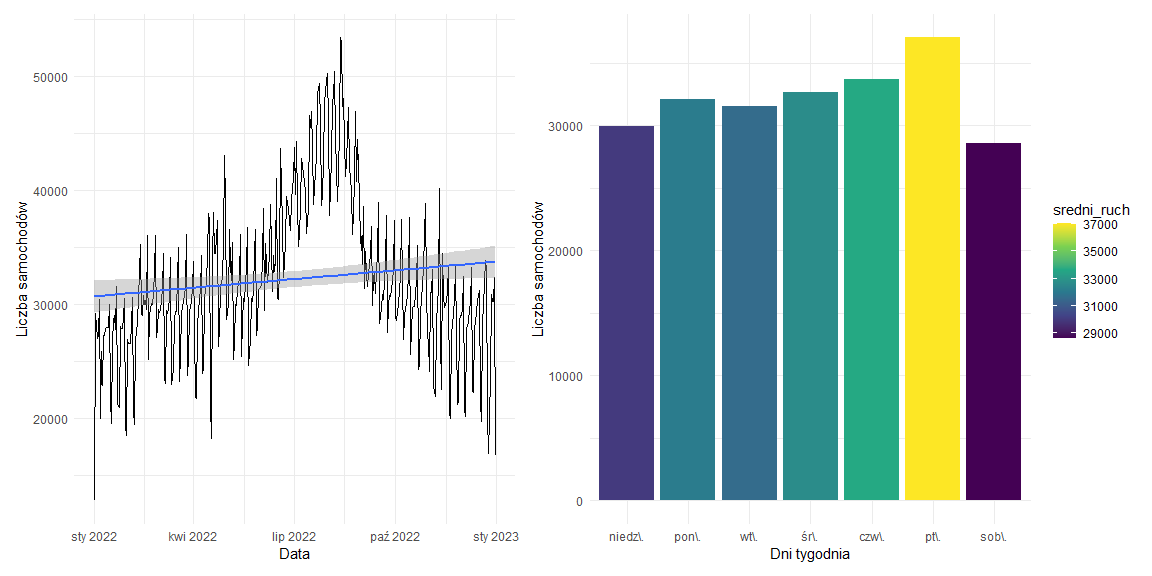 Liczba samochodów
50000
40000
30000
20000
sty 2022
kwi 2022
lip 2022
paź 2022
sty 2023
Data
Liczba samochodów
30000
20000
10000
0
niedz\.
pon\.
wt\.
śr\.
czw\.
pt\.
sob\.
Dni tygodnia
sredni_ruch
37000
35000
33000
31000
29000